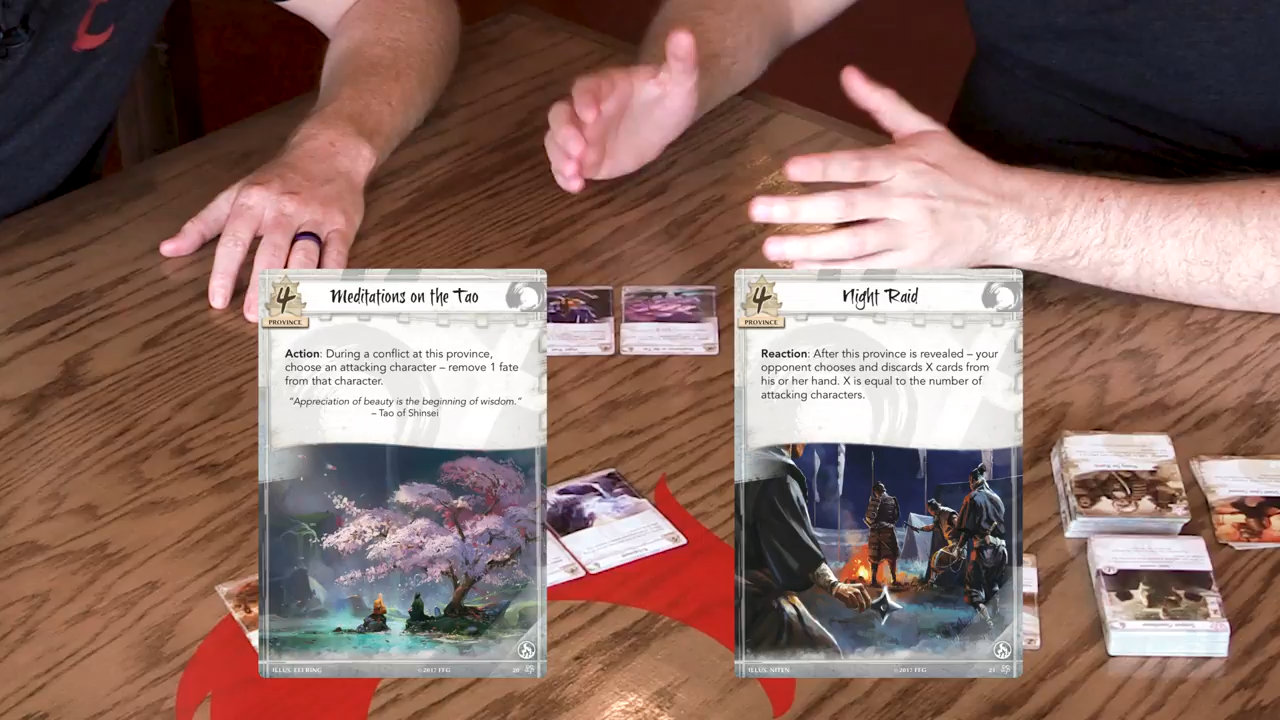 4
PROVINCE
Meditations on the Tao
Action: During a conflict at this province,
choose an attacking character – remove 1 fate
from that character.
“Appreciation of beauty is the beginning of wisdom.”
– Tao of Shinsei
© 2017 FFG
20
4
PROVINCE
Night Raid
Reaction: After this province is revealed – your
opponent chooses and discards X cards from
his or her hand. X is equal to the number of
attacking characters.
ILLUS. NITEN
© 2017 FFG
21